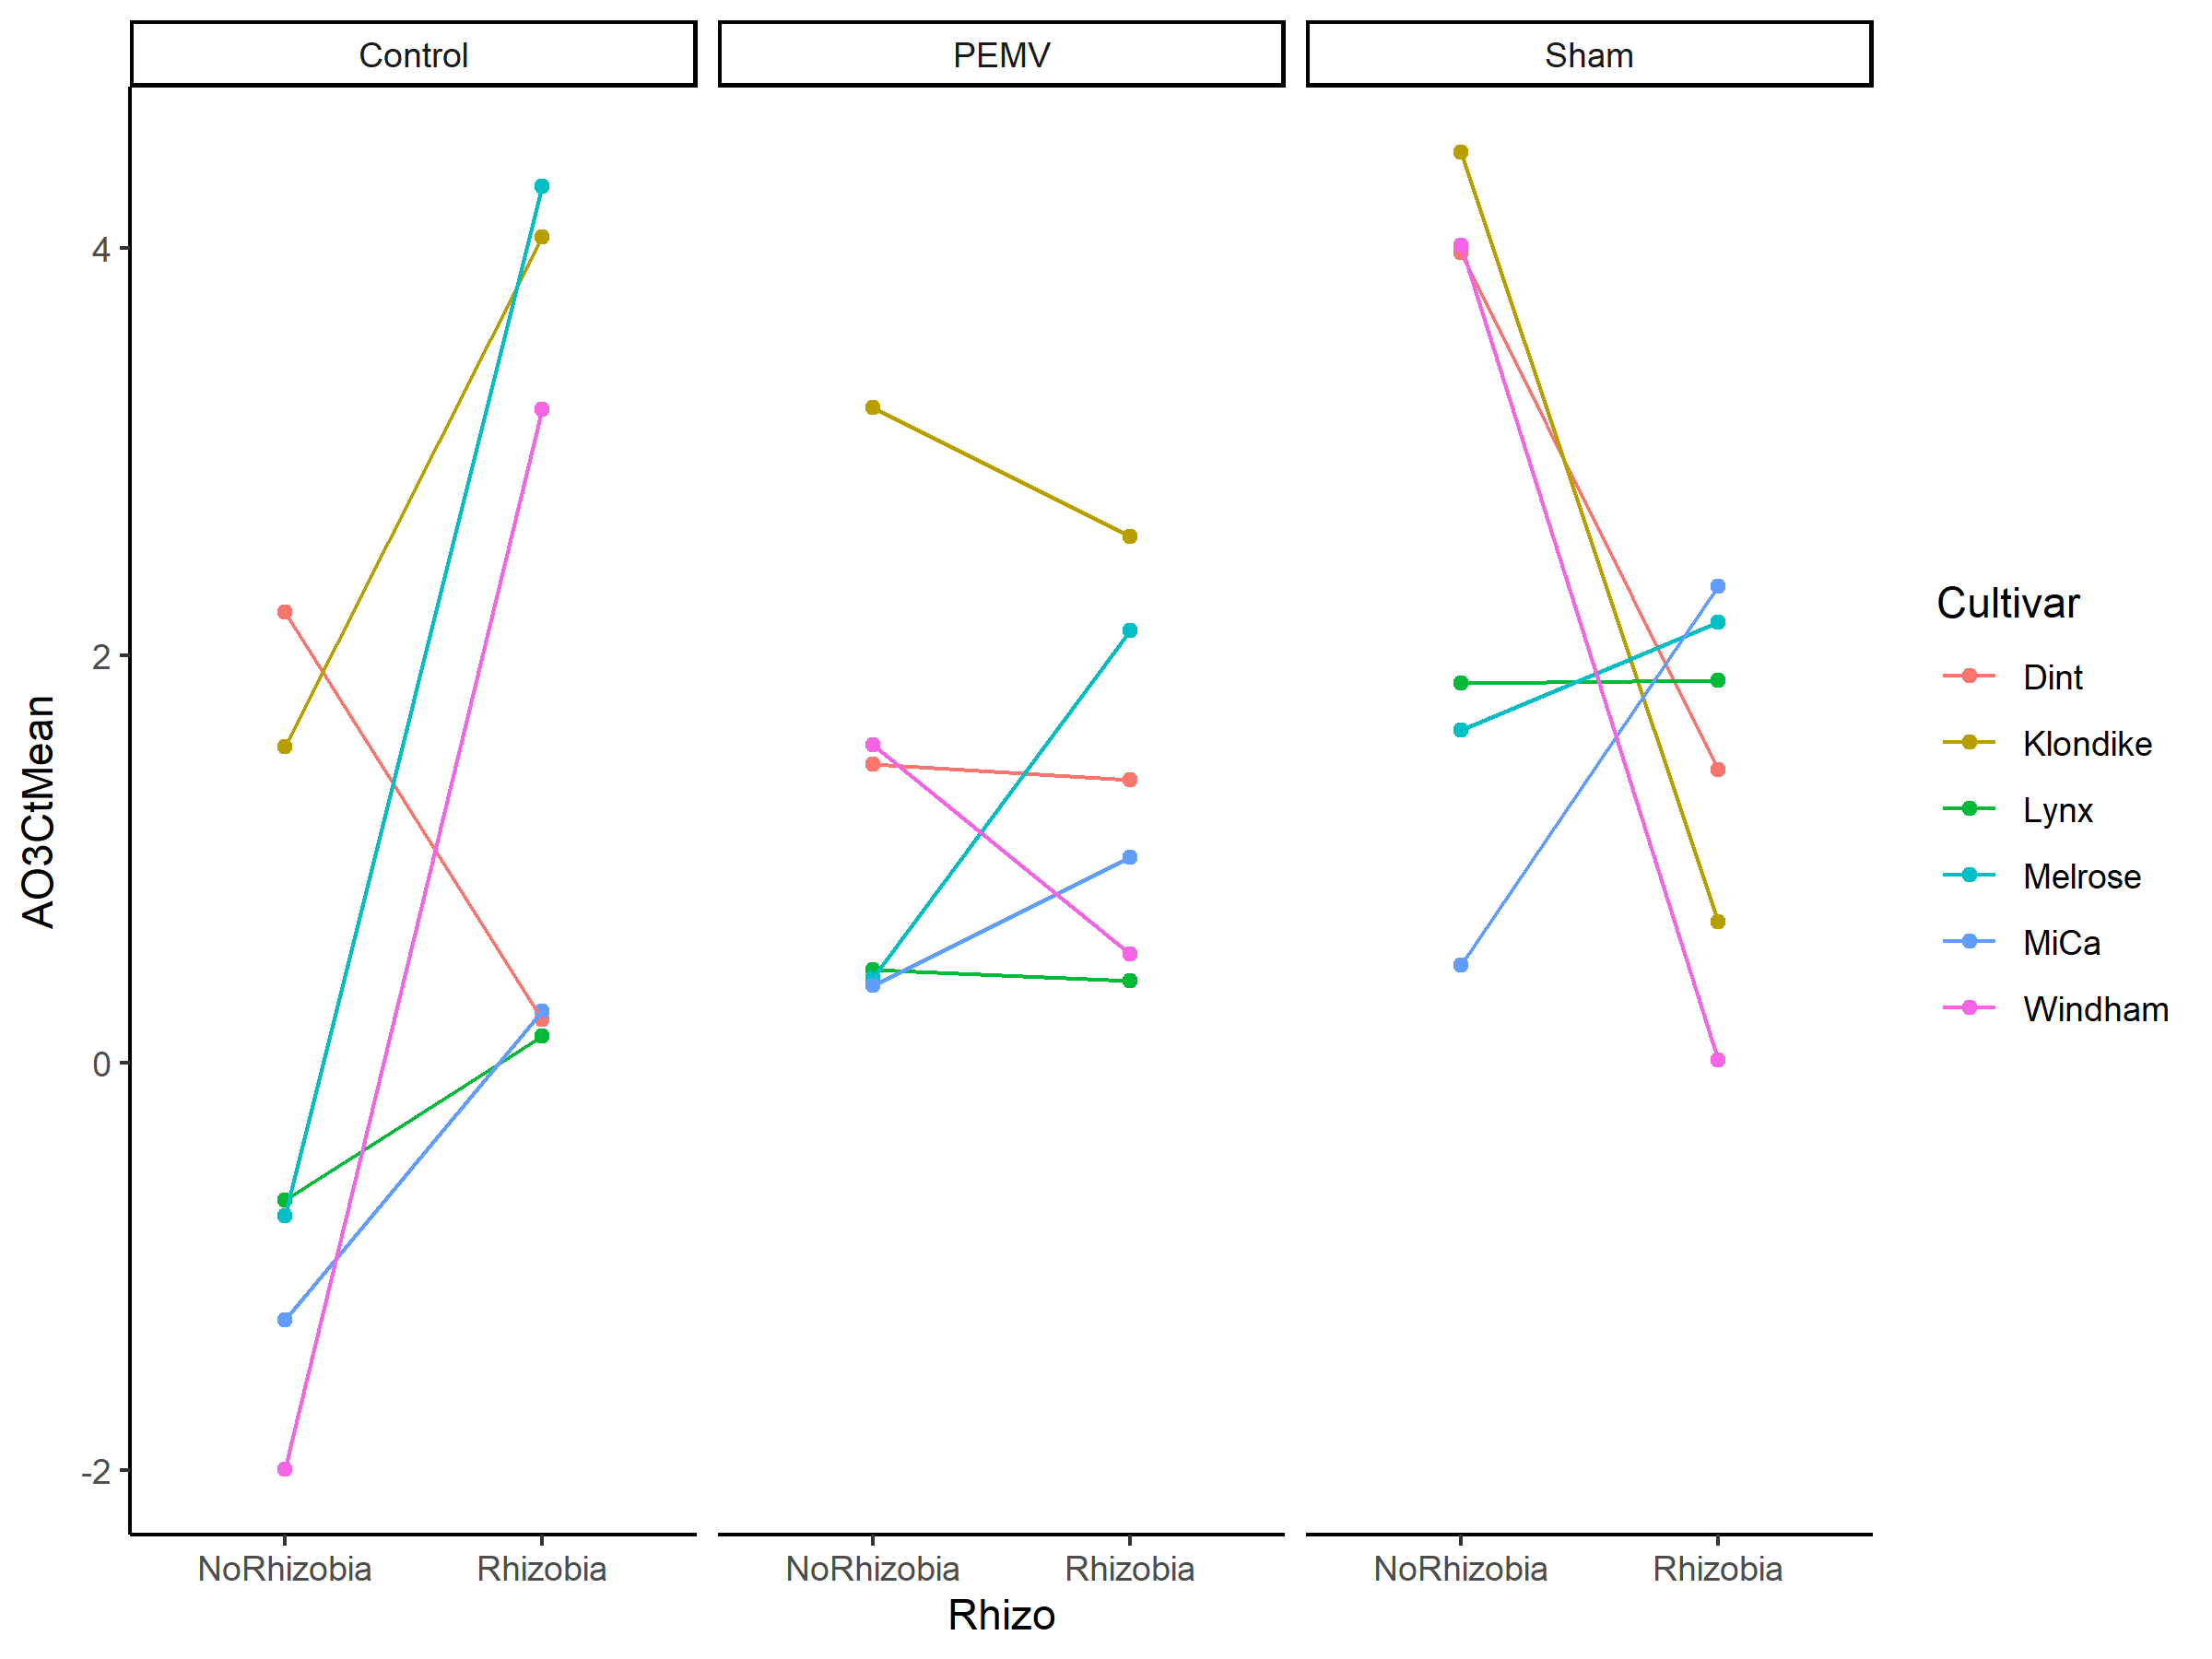 Control PEMV Sham
AO3CtMean
4
2
0
-2
NoRhizobia Rhizobia NoRhizobia Rhizobia NoRhizobia Rhizobia
Rhizo
Cultivar
Dint
Klondike
Lynx
Melrose
MiCa
Windham